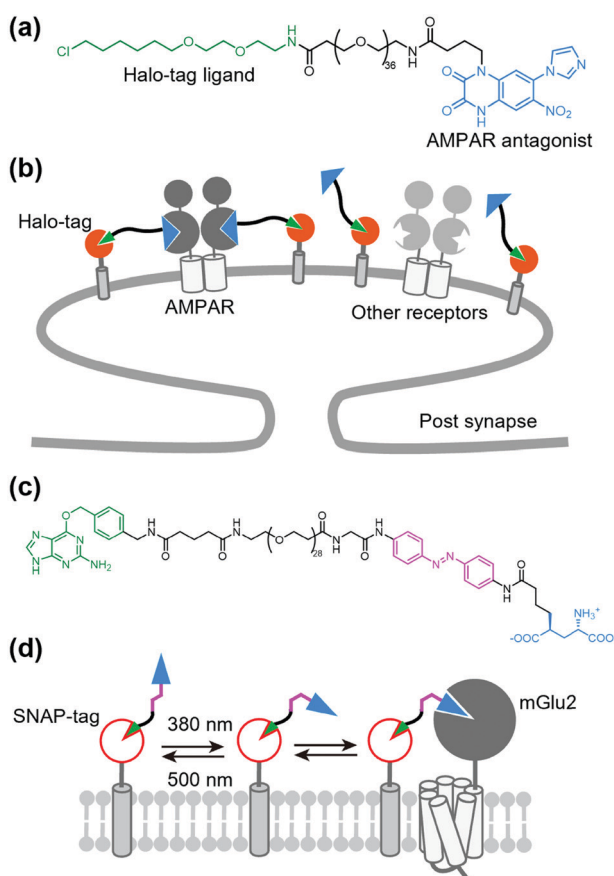 (a)
Cl
O
O
H
N
O
O
36
H
N
O
N
N
N
O
O
N
H
NO₂
Halo-tag ligand
AMPAR antagonist
(b)
Halo-tag
AMPAR
Other receptors
Post synapse
(c)
O
N
N
N
H
N
NH₂
H
N
O
O
H
N
O
28
O
N
H
O
H
N
N
N
N
H
O
NH₃⁺
⁻OOC
COO⁻
(d)
SNAP-tag
380 nm
500 nm
mGlu2